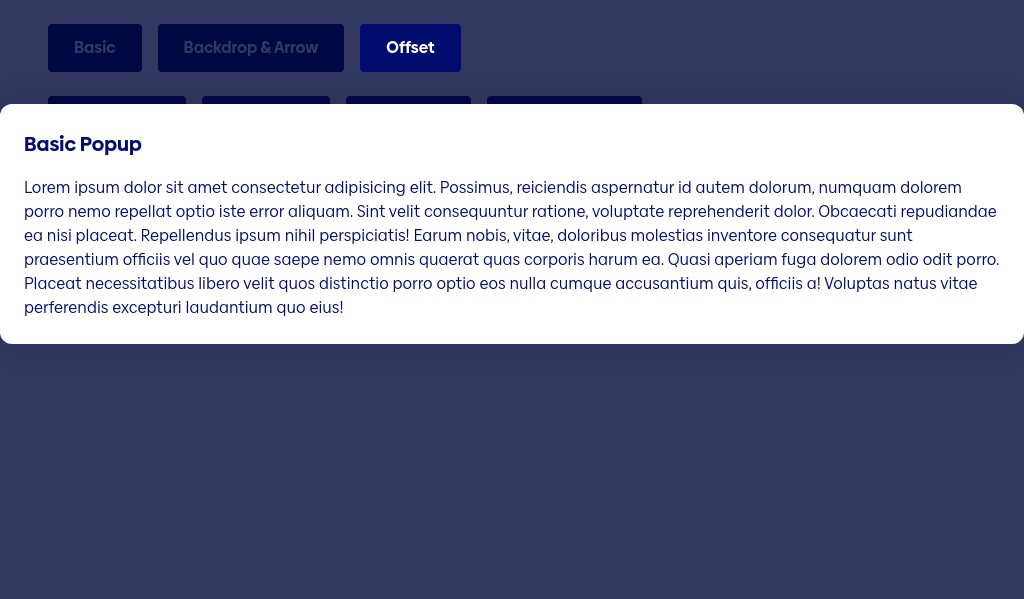 Basic
Backdrop & Arrow
Offset
Basic Popup
Lorem ipsum dolor sit amet consectetur adipisicing elit. Possimus, reiciendis aspernatur id autem dolorum, numquam dolorem
porro nemo repellat optio iste error aliquam. Sint velit consequuntur ratione, voluptate reprehenderit dolor. Obcaecati repudiandae
ea nisi placeat. Repellendus ipsum nihil perspiciatis! Earum nobis, vitae, doloribus molestias inventore consequatur sunt
praesentium officiis vel quo quae saepe nemo omnis quaerat quas corporis harum ea. Quasi aperiam fuga dolorem odio odit porro.
Placeat necessitatibus libero velit quos distinctio porro optio eos nulla cumque accusantium quis, officiis a! Voluptas natus vitae
perferendis excepturi laudantium quo eius!